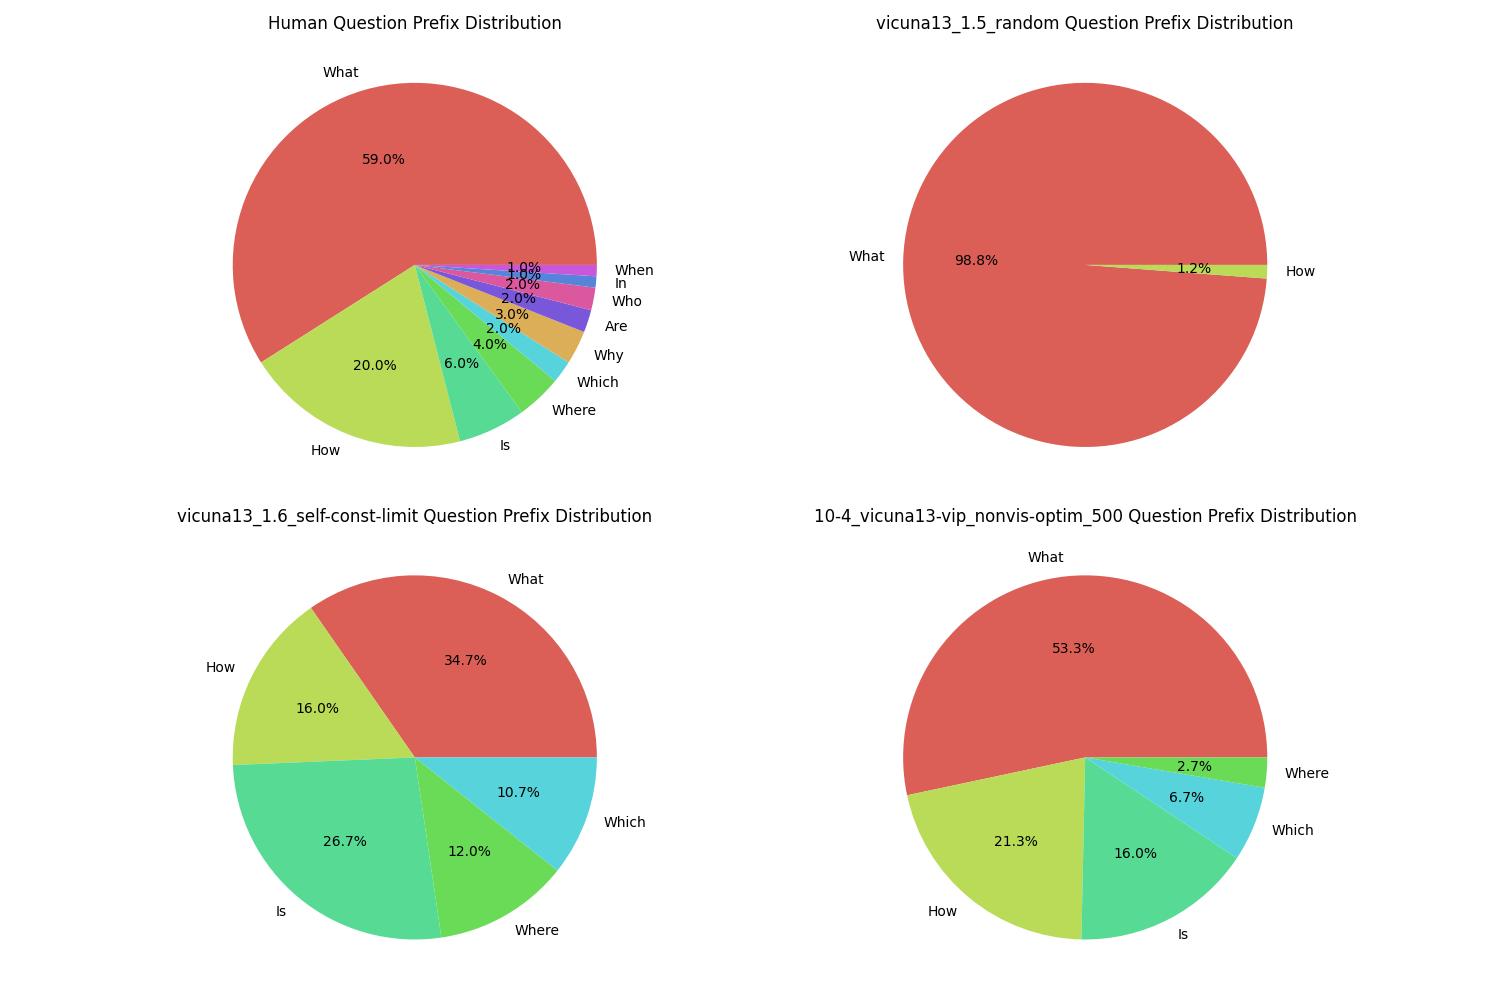 Human Question Prefix Distribution
What
59.0%
20.0%
How
6.0%
Is
4.0%
Where
2.0%
Which
3.0%
Why
2.0%
Are
2.0%
Who
1.0%
In
1.0%
When
vicuna13_1.5_random Question Prefix Distribution
What
98.8%
1.2%
How
vicuna13_1.6_self-const-limit Question Prefix Distribution
What
34.7%
How
16.0%
Is
26.7%
Where
12.0%
Which
10.7%
10-4_vicuna13-vip_nonvis-optim_500 Question Prefix Distribution
What
53.3%
How
21.3%
Is
16.0%
Which
6.7%
Where
2.7%